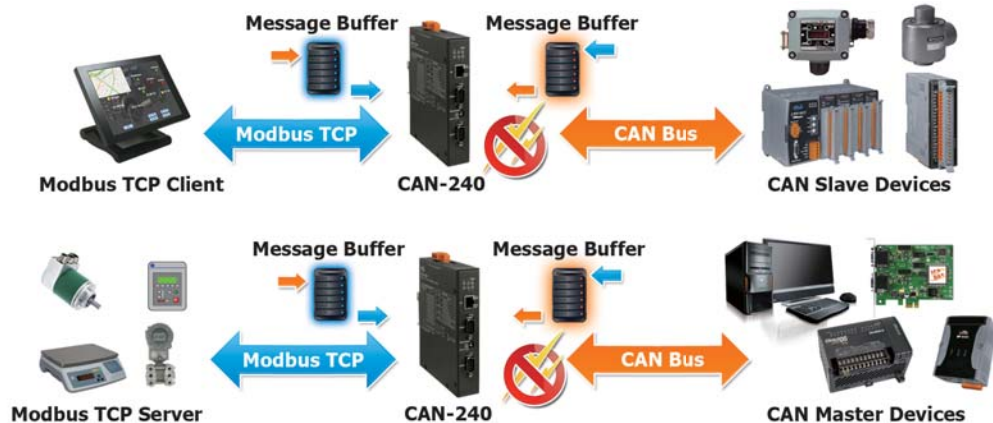 Message Buffer
Message Buffer
Modbus TCP
CAN Bus
Modbus TCP Client
CAN-240
CAN Slave Devices
Message Buffer
Message Buffer
Modbus TCP
CAN Bus
Modbus TCP Server
CAN-240
CAN Master Devices